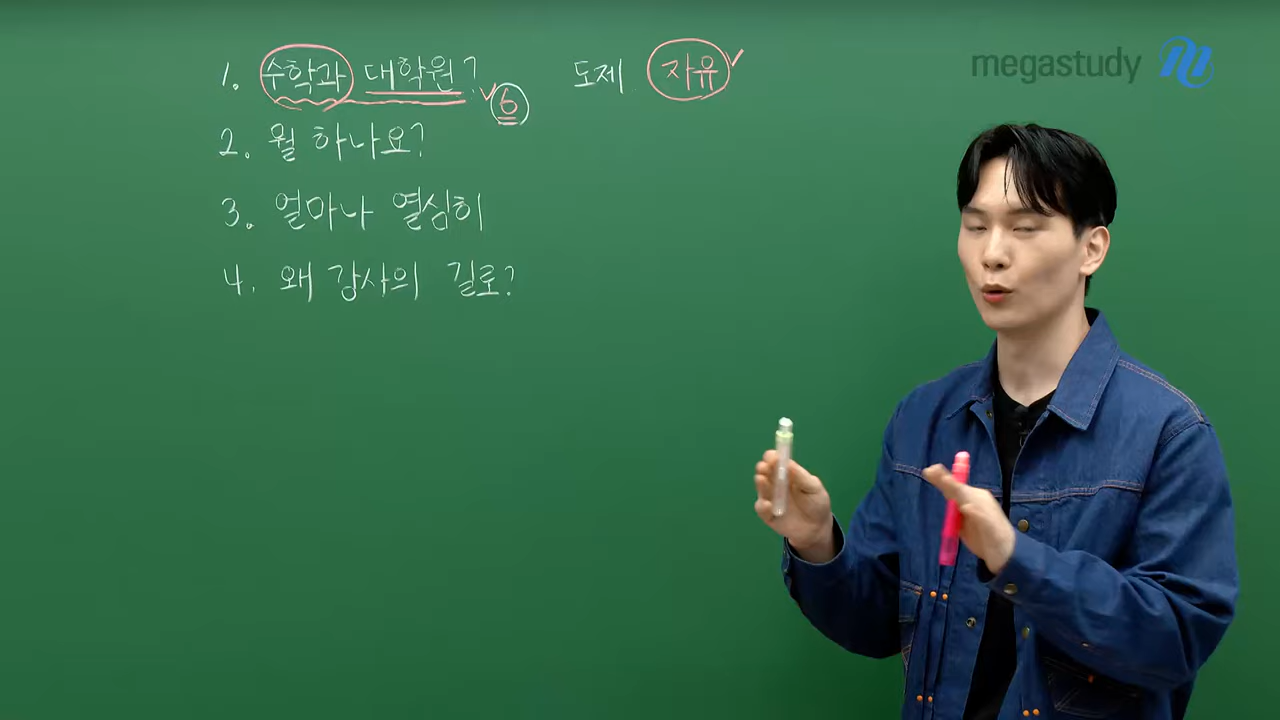 1. 수학과 대학원? 6 도제 자유
2. 뭘 하나요?
3. 얼마나 열심히
4. 왜 강사의 길로?
megastudy